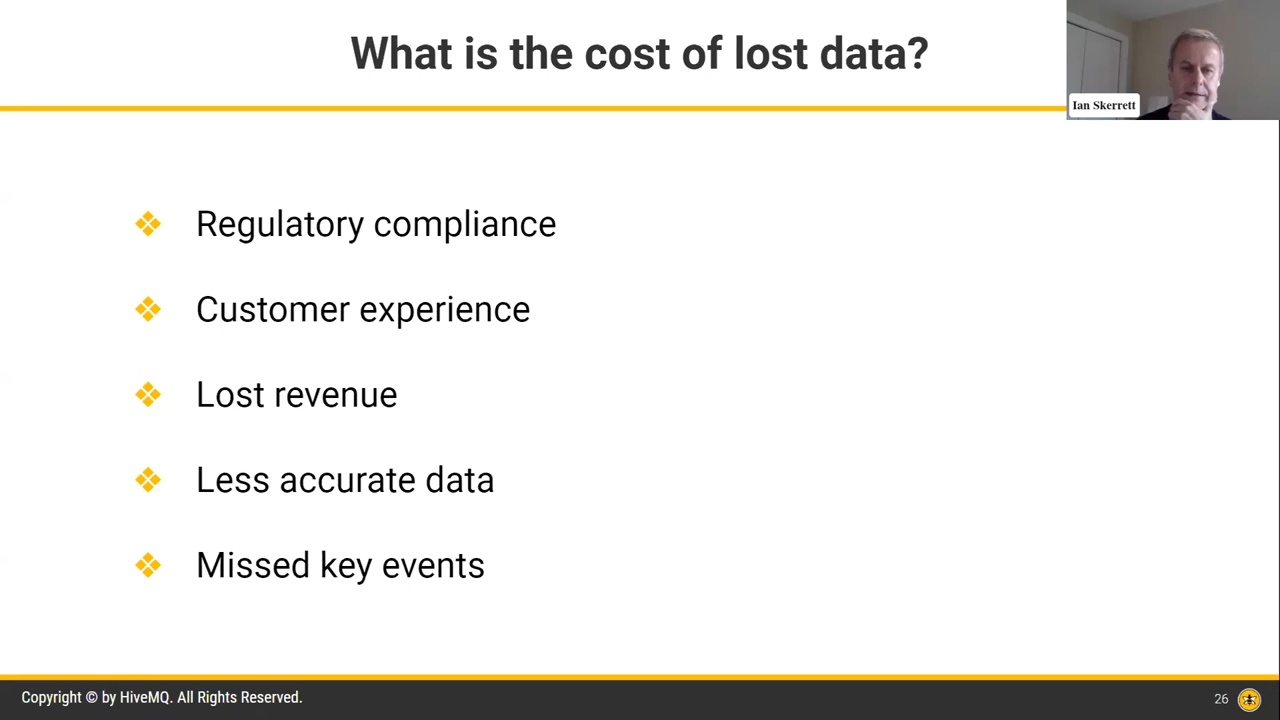 What is the cost of lost data?
Ian Skerrett
Regulatory compliance
Customer experience
Lost revenue
Less accurate data
Missed key events
Copyright © by HiveMQ. All Rights Reserved.
26